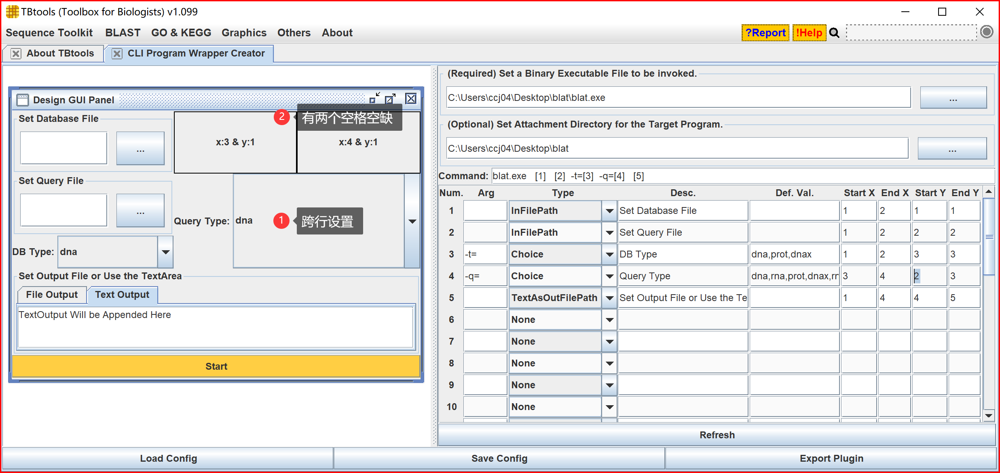 TBtools (Toolbox for Biologists) v1.099
Sequence Toolkit BLAST GO & KEGG Graphics Others About ?Report !Help
About TBtools CLI Program Wrapper Creator
Design GUI Panel
Set Database File
...
x:3 & y:1
x:4 & y:1
2 有两个空格空缺
Set Query File
...
Query Type: dna
1 跨行设置
DB Type: dna
Set Output File or Use the TextArea
File Output Text Output
TextOutput Will be Appended Here
Start
(Required) Set a Binary Executable File to be invoked.
C:\Users\ccj04\Desktop\blat\blat.exe ...
(Optional) Set Attachment Directory for the Target Program.
C:\Users\ccj04\Desktop\blat ...
Command: blat.exe [1] [2] -t=[3] -q=[4] [5]
Num. Arg Type Desc. Def. Val. Start X End X Start Y End Y
1 InFilePath Set Database File 1 2 1 1
2 InFilePath Set Query File 1 2 2 2
3 -t= Choice DB Type dna,prot,dnax 1 2 3 3
4 -q= Choice Query Type dna,rna,prot,dnax,rn 3 4 2 3
5 TextAsOutFilePath Set Output File or Use the Te 1 4 4 5
6 None
7 None
8 None
9 None
10 None
Refresh
Load Config Save Config Export Plugin